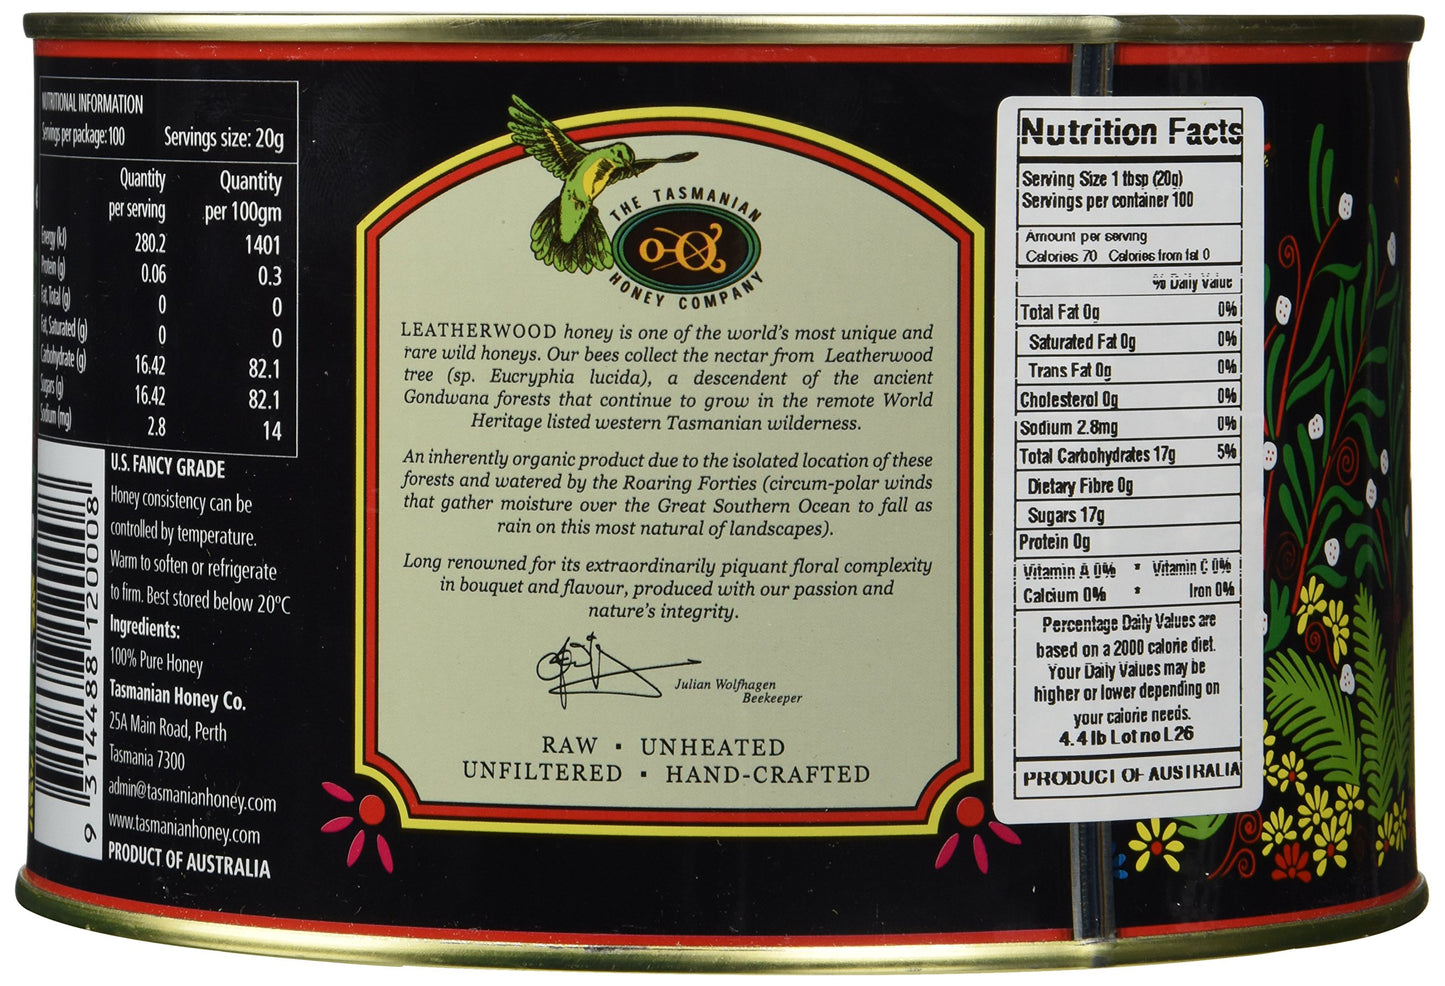 NUTRITIONAL INFORMATION
Servings per package: 100 Servings size: 20g
Quantity Quantity
per serving per 100gm
Energy (kJ) 280.2 1401
Protein (g) 0.06 0.3
Fat, Total (g) 0 0
Fat, Saturated (g) 0 0
Carbohydrate (g) 16.42 82.1
Sugars (g) 16.42 82.1
Sodium (mg) 2.8 14
U.S. FANCY GRADE
Honey consistency can be
controlled by temperature.
Warm to soften or refrigerate
to firm. Best stored below 20°C
Ingredients:
100% Pure Honey
Tasmanian Honey Co.
25A Main Road, Perth
Tasmania 7300
admin@tasmanianhoney.com
www.tasmanianhoney.com
PRODUCT OF AUSTRALIA
9 314488 120008
THE TASMANIAN
HONEY COMPANY
LEATHERWOOD honey is one of the world's most unique and
rare wild honeys. Our bees collect the nectar from Leatherwood
tree (sp. Eucryphia lucida), a descendent of the ancient
Gondwana forests that continue to grow in the remote World
Heritage listed western Tasmanian wilderness.
An inherently organic product due to the isolated location of these
forests and watered by the Roaring Forties (circum-polar winds
that gather moisture over the Great Southern Ocean to fall as
rain on this most natural of landscapes).
Long renowned for its extraordinarily piquant floral complexity
in bouquet and flavour, produced with our passion and
nature's integrity.
Julian Wolfhagen
Beekeeper
RAW ▪ UNHEATED
UNFILTERED ▪ HAND-CRAFTED
Nutrition Facts
Serving Size 1 tbsp (20g)
Servings per container 100
Amount per serving
Calories 70 Calories from fat 0
% Daily Value
Total Fat 0g 0%
Saturated Fat 0g 0%
Trans Fat 0g 0%
Cholesterol 0g 0%
Sodium 2.8mg 0%
Total Carbohydrates 17g 5%
Dietary Fibre 0g
Sugars 17g
Protein 0g
Vitamin A 0% * Vitamin C 0%
Calcium 0% * Iron 0%
Percentage Daily Values are
based on a 2000 calorie diet.
Your Daily Values may be
higher or lower depending on
your calorie needs.
4.4 lb Lot no L26
PRODUCT OF AUSTRALIA